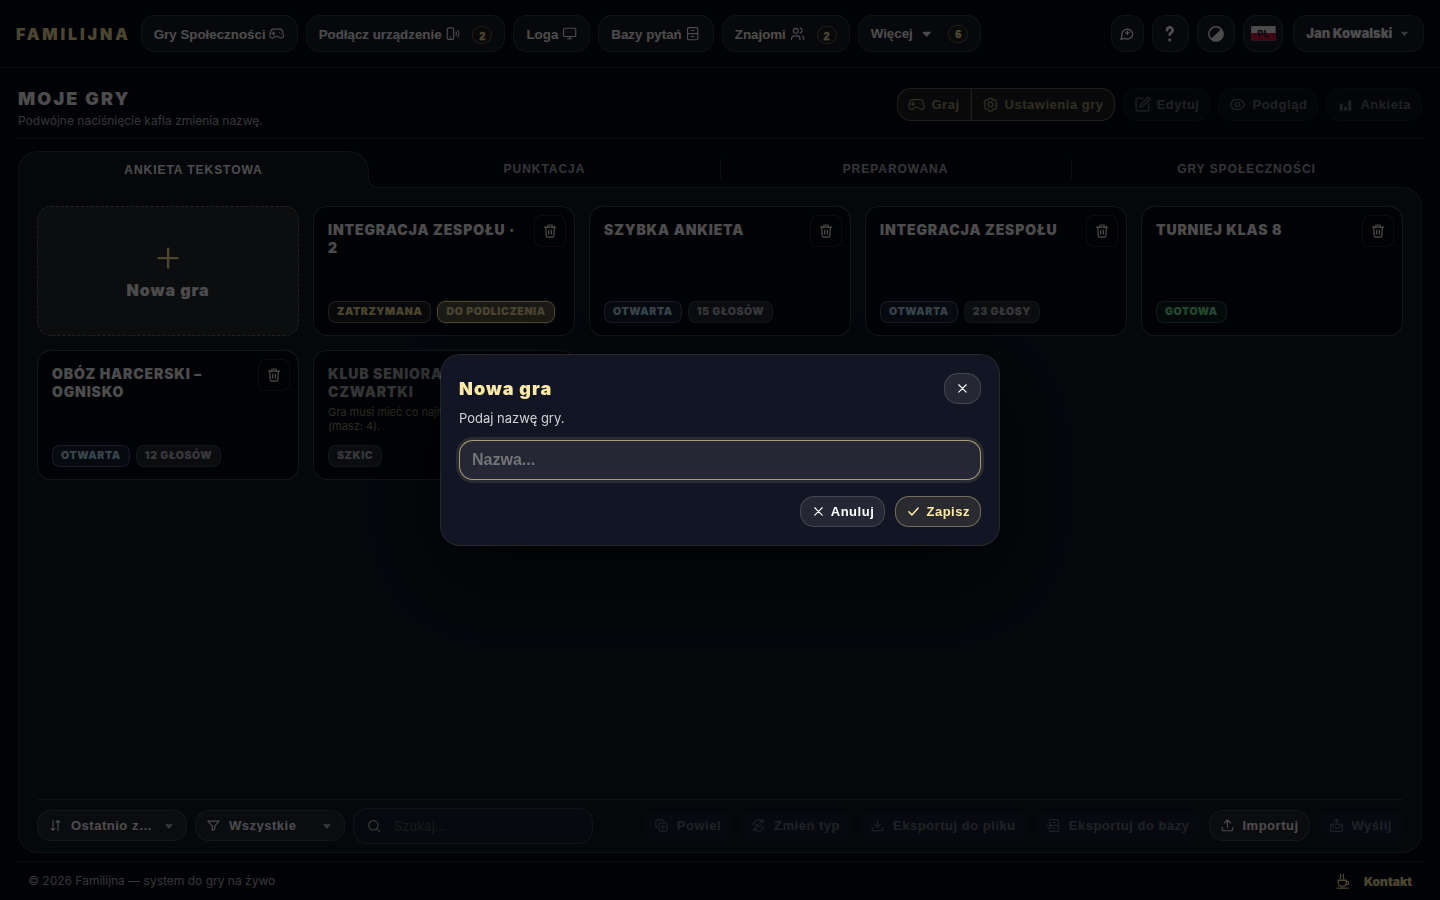 FAMILIJNA
Gry Społeczności
Podłącz urządzenie 2
Loga
Bazy pytań
Znajomi 2
Więcej 6
?
PL
Jan Kowalski
MOJE GRY
Podwójne naciśnięcie kafla zmienia nazwę.
Graj
Ustawienia gry
Edytuj
Podgląd
Ankieta
ANKIETA TEKSTOWA
PUNKTACJA
PREPAROWANA
GRY SPOŁECZNOŚCI
Nowa gra
INTEGRACJA ZESPOŁU ·
2
ZATRZYMANA DO PODLICZENIA
SZYBKA ANKIETA
OTWARTA 15 GŁOSÓW
INTEGRACJA ZESPOŁU
OTWARTA 23 GŁOSY
TURNIEJ KLAS 8
GOTOWA
OBÓZ HARCERSKI –
OGNISKO
OTWARTA 12 GŁOSÓW
KLUB SENIORA
CZWARTKI
Gra musi mieć co
(masz: 4).
SZKIC
Nowa gra
Podaj nazwę gry.
Nazwa...
Anuluj
Zapisz
Ostatnio z...
Wszystkie
Szukaj...
Powiel
Zmień typ
Eksportuj do pliku
Eksportuj do bazy
Importuj
Wyślij
© 2026 Familijna — system do gry na żywo
Kontakt